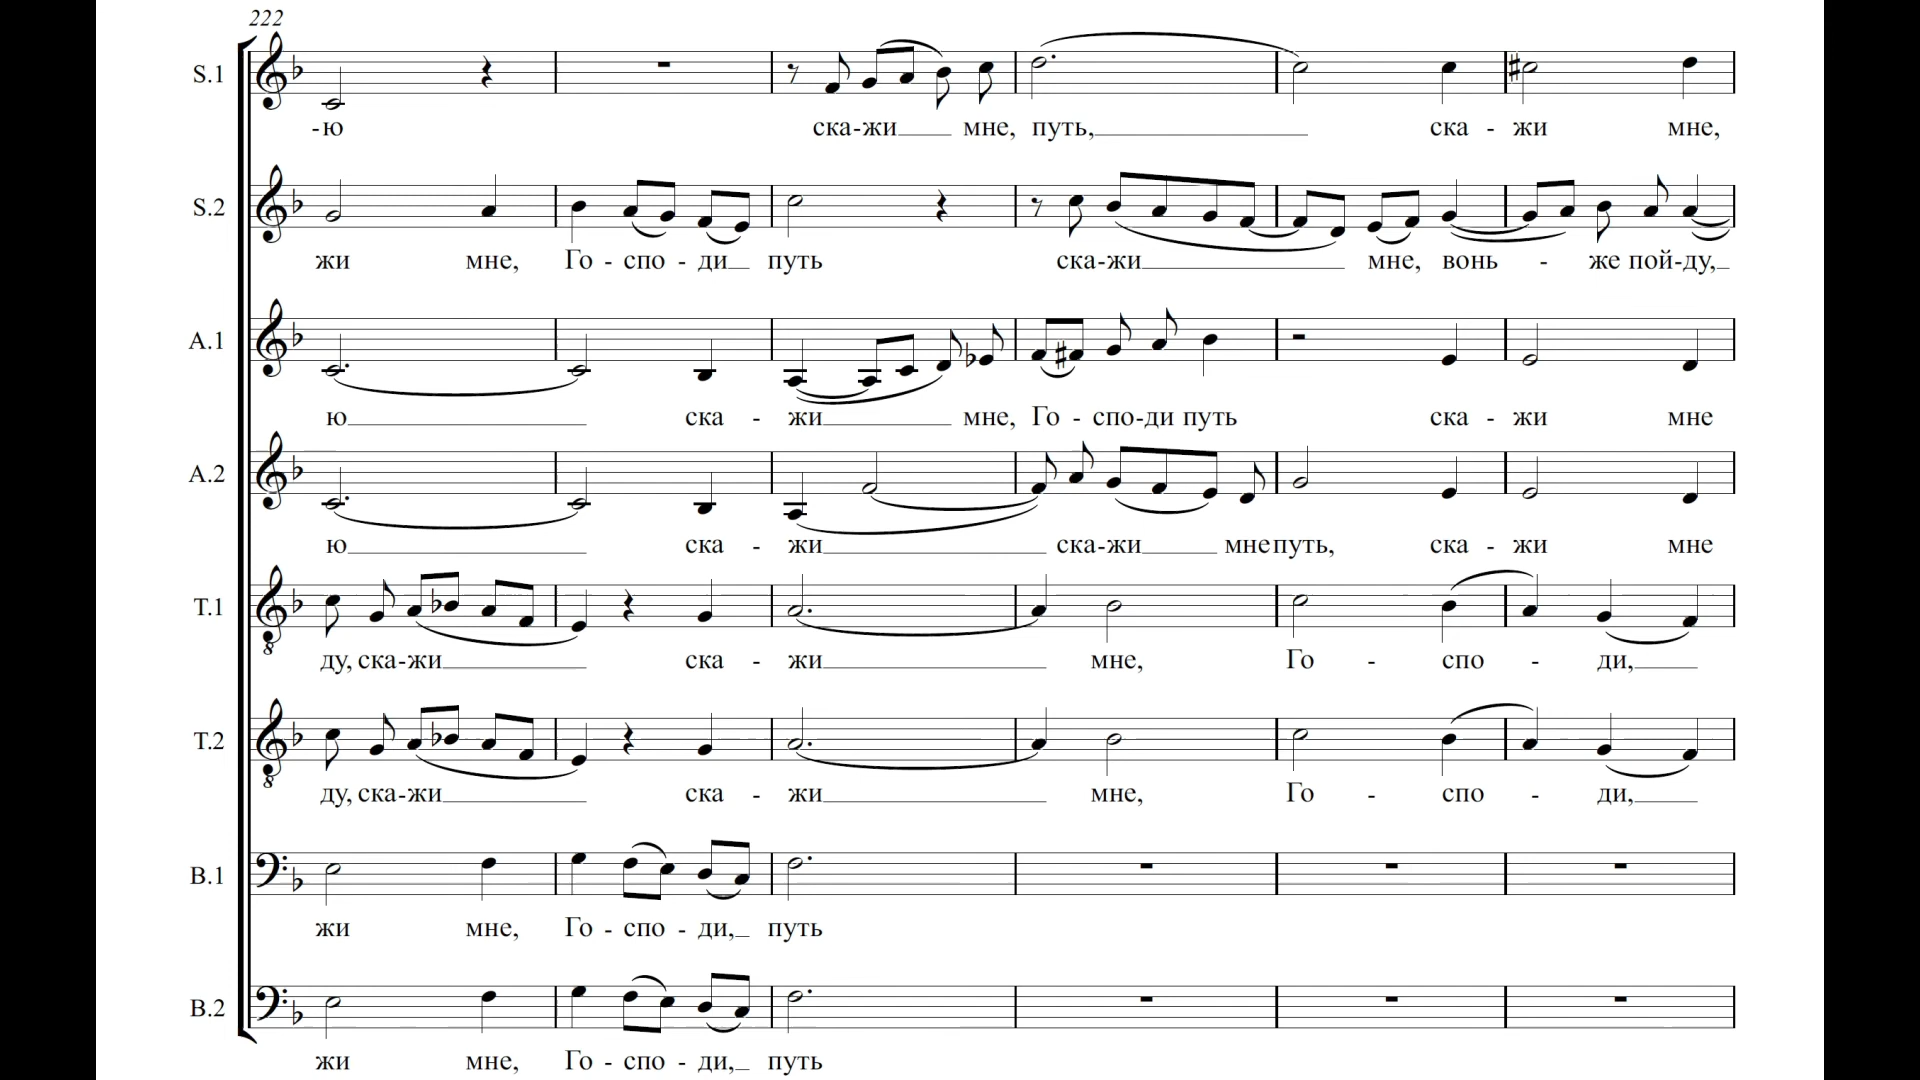 222
S.1
-ю ска-жи мне, путь, ска - жи мне,
S.2
жи мне, Го - спо - ди путь ска-жи мне, вонь - же пой-ду,
A.1
ю ска - жи мне, Го - спо-ди путь ска - жи мне
A.2
ю ска - жи ска-жи мне путь, ска - жи мне
T.1
8
ду, ска-жи ска - жи мне, Го - спо - ди,
T.2
8
ду, ска-жи ска - жи мне, Го - спо - ди,
B.1
жи мне, Го - спо - ди, путь
B.2
жи мне, Го - спо - ди, путь